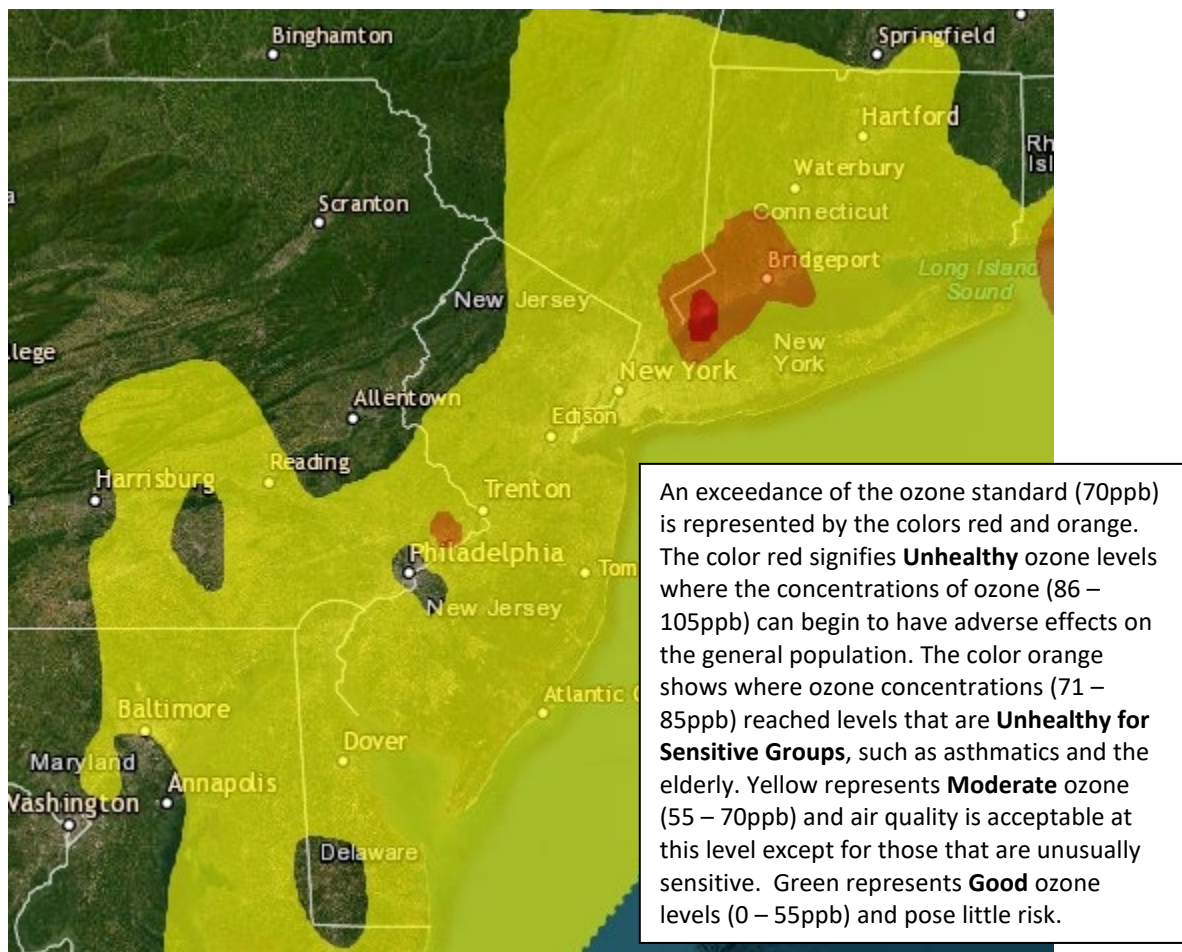 Binghamton
Springfield
Hartford
Rh
Isl
Waterbury
Scranton
Connecticut
Bridgeport
Long Island
Sound
New Jersey
llege
New
York
New York
Allentown
Edison
Reading
Harrisburg
Trenton
Philadelphia
Tom
New Jersey
Atlantic C
Baltimore
Dover
Maryland
Annapolis
Washington
Delaware
An exceedance of the ozone standard (70ppb)
is represented by the colors red and orange.
The color red signifies Unhealthy ozone levels
where the concentrations of ozone (86 –
105ppb) can begin to have adverse effects on
the general population. The color orange
shows where ozone concentrations (71 –
85ppb) reached levels that are Unhealthy for
Sensitive Groups, such as asthmatics and the
elderly. Yellow represents Moderate ozone
(55 – 70ppb) and air quality is acceptable at
this level except for those that are unusually
sensitive.  Green represents Good ozone
levels (0 – 55ppb) and pose little risk.